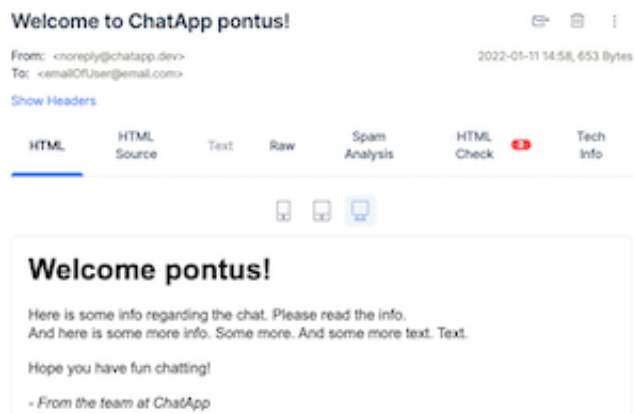 Welcome to ChatApp pontus!
From: <noreply@chatapp.dev>
2022-01-11 14:58, 653 Bytes
To: <emailOfUser@email.com>
Show Headers
HTML
HTML Source
Text
Raw
Spam Analysis
HTML Check
Tech Info
Welcome pontus!
Here is some info regarding the chat. Please read the info.
And here is some more info. Some more. And some more text. Text.
Hope you have fun chatting!
- From the team at ChatApp